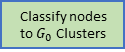 Classify nodes
to G₀ Clusters